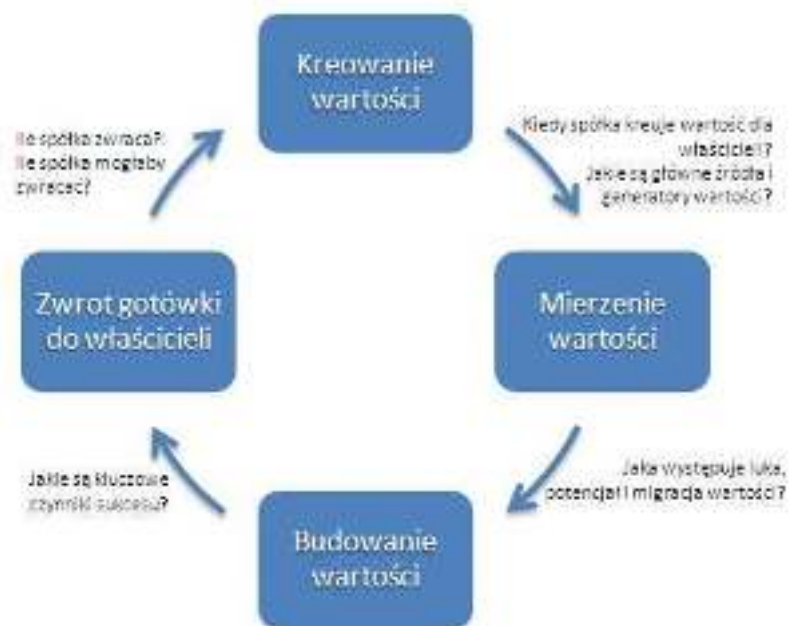 Kreowanie
wartości
Ile spółka zwraca?
Ile spółka mogłaby
zwracać?
Kiedy spółka kreuje wartość dla
właścicieli?
Jakie są główne źródła i
generatory wartości?
Zwrot gotówki
do właścicieli
Mierzenie
wartości
Jakie są kluczowe
czynniki sukcesu?
Jaka występuje luka,
potencjał i migracja wartości?
Budowanie
wartości